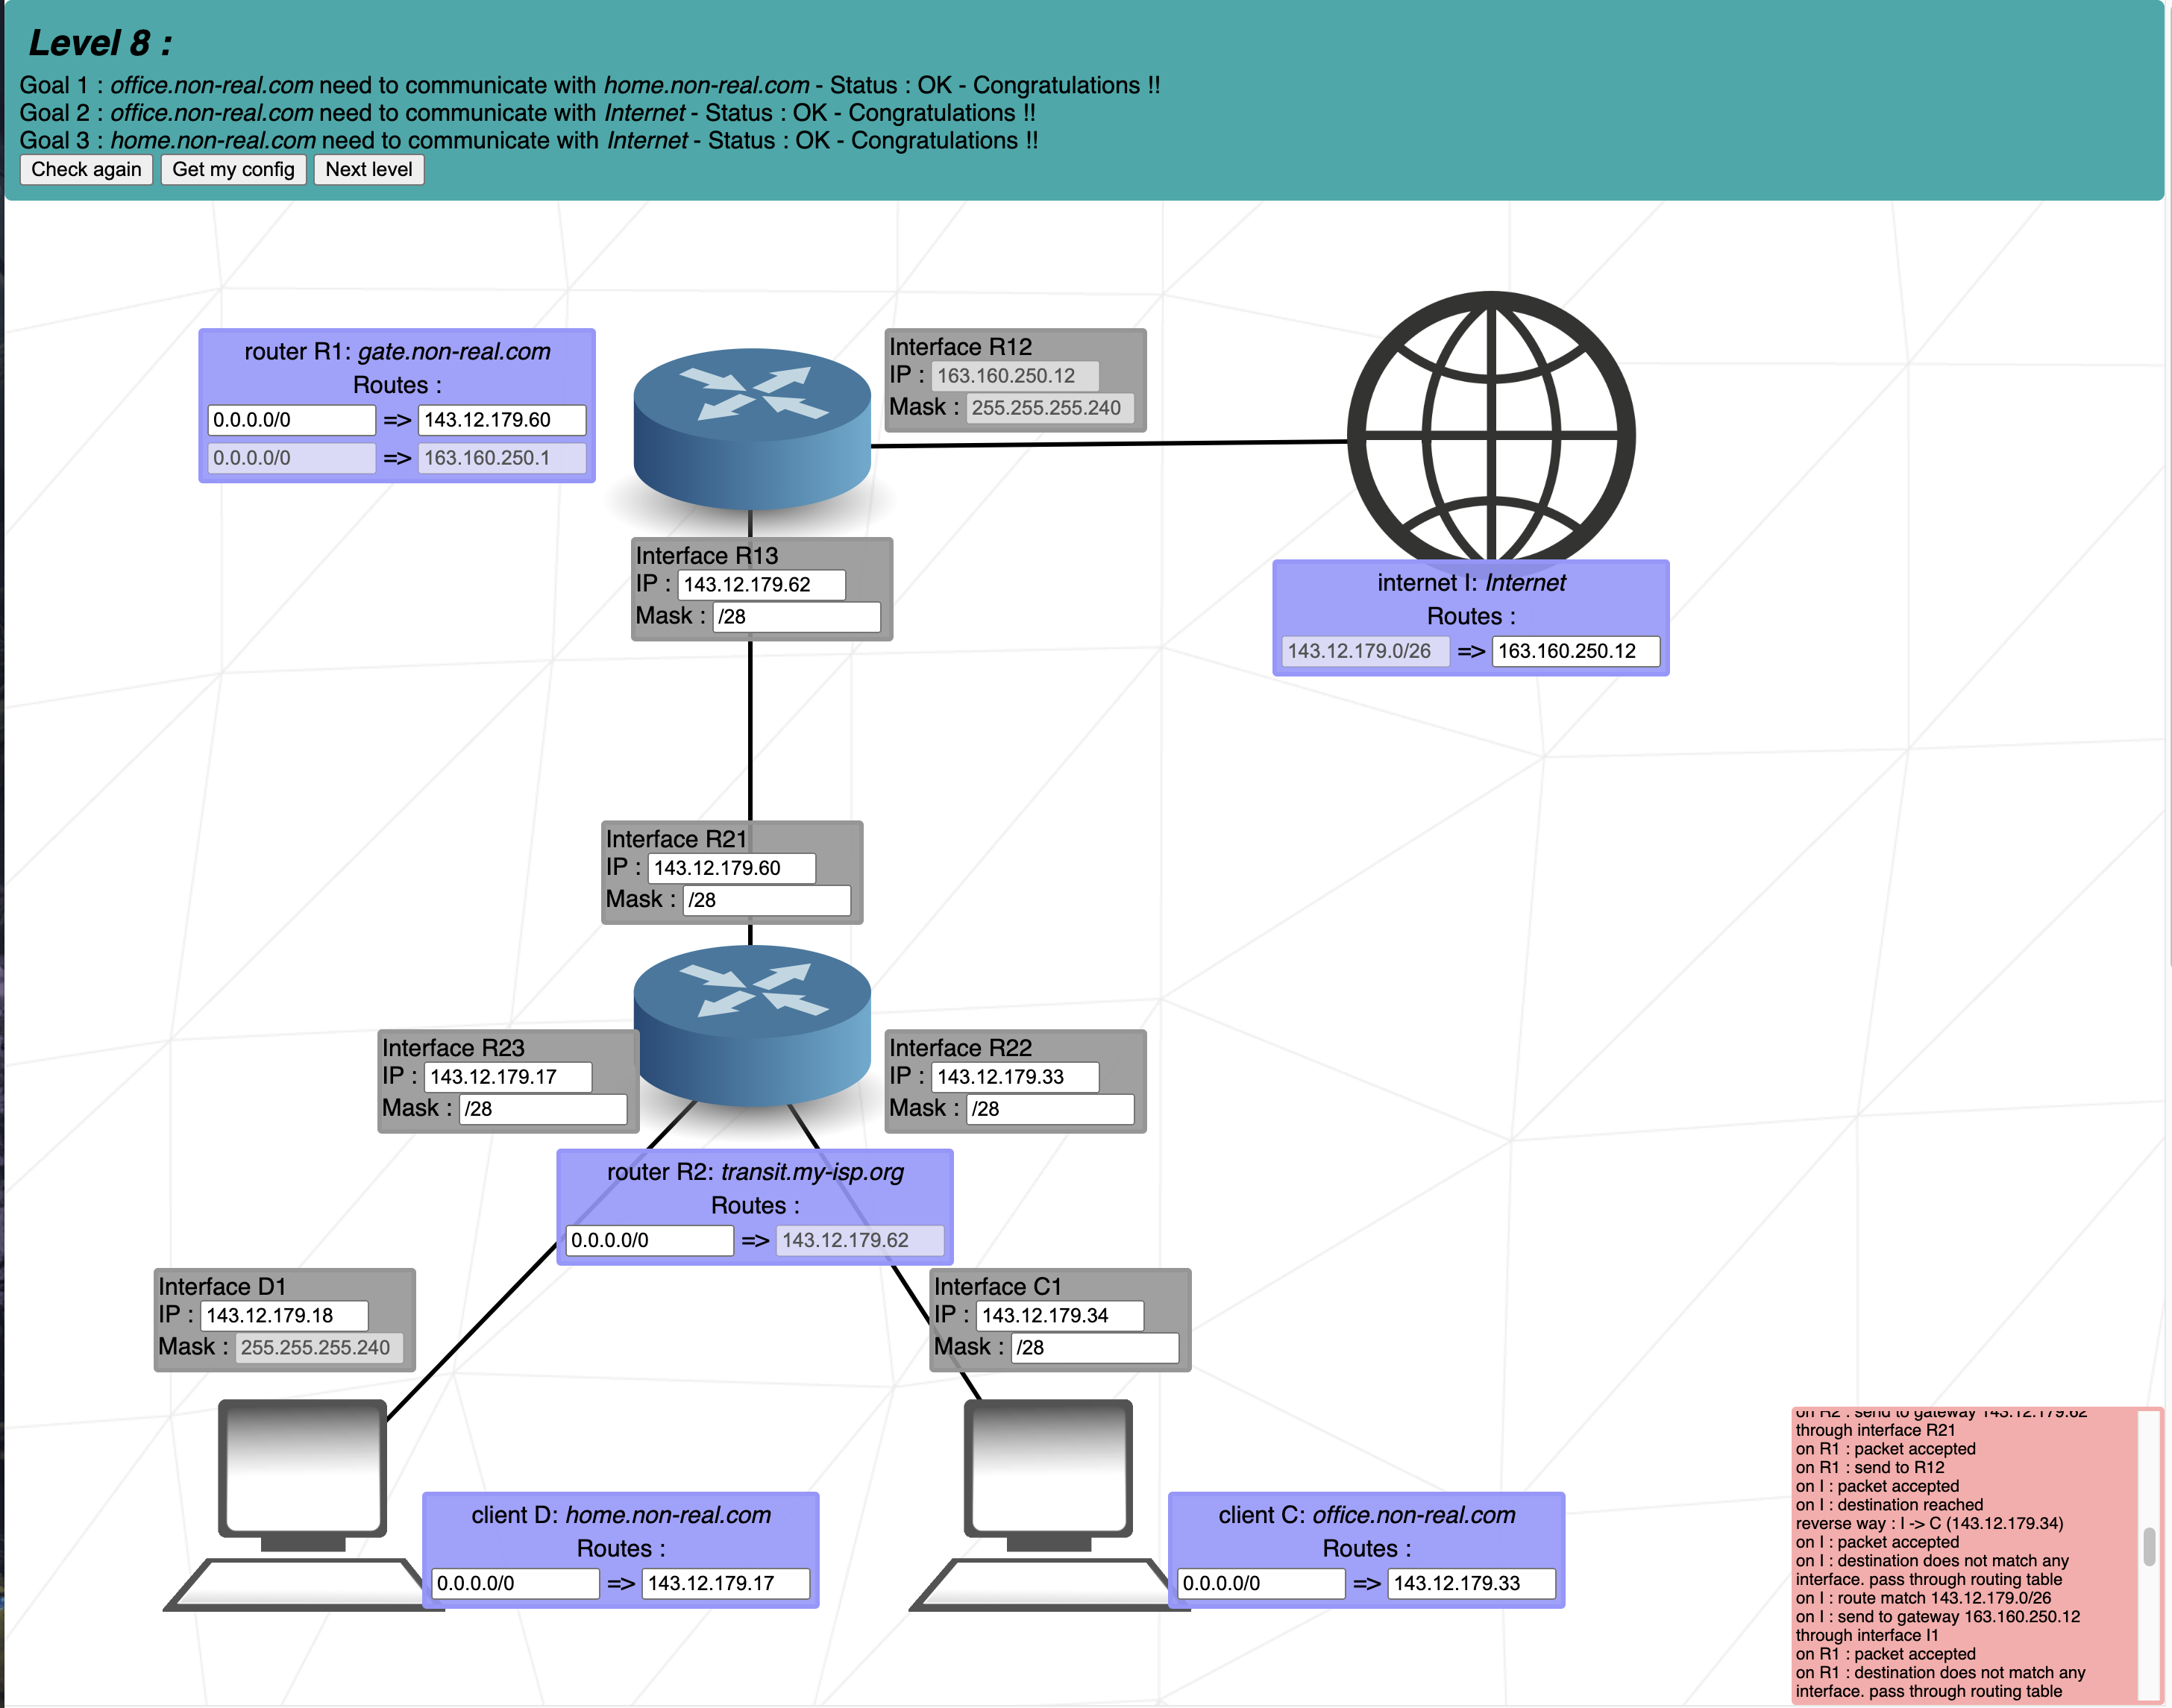 Level 8 :
Goal 1 : office.non-real.com need to communicate with home.non-real.com - Status : OK - Congratulations !!
Goal 2 : office.non-real.com need to communicate with Internet - Status : OK - Congratulations !!
Goal 3 : home.non-real.com need to communicate with Internet - Status : OK - Congratulations !!
Check again Get my config Next level
router R1: gate.non-real.com
Routes :
0.0.0.0/0 => 143.12.179.60
0.0.0.0/0 => 163.160.250.1
Interface R12
IP : 163.160.250.12
Mask : 255.255.255.240
Interface R13
IP : 143.12.179.62
Mask : /28
internet I: Internet
Routes :
143.12.179.0/26 => 163.160.250.12
Interface R21
IP : 143.12.179.60
Mask : /28
Interface R23
IP : 143.12.179.17
Mask : /28
Interface R22
IP : 143.12.179.33
Mask : /28
router R2: transit.my-isp.org
Routes :
0.0.0.0/0 => 143.12.179.62
Interface D1
IP : 143.12.179.18
Mask : 255.255.255.240
Interface C1
IP : 143.12.179.34
Mask : /28
client D: home.non-real.com
Routes :
0.0.0.0/0 => 143.12.179.17
client C: office.non-real.com
Routes :
0.0.0.0/0 => 143.12.179.33
on R2 : send to gateway 143.12.179.62
through interface R21
on R1 : packet accepted
on R1 : send to R12
on I : packet accepted
on I : destination reached
reverse way : I -> C (143.12.179.34)
on I : packet accepted
on I : destination does not match any
interface. pass through routing table
on I : route match 143.12.179.0/26
on I : send to gateway 163.160.250.12
through interface I1
on R1 : packet accepted
on R1 : destination does not match any
interface. pass through routing table